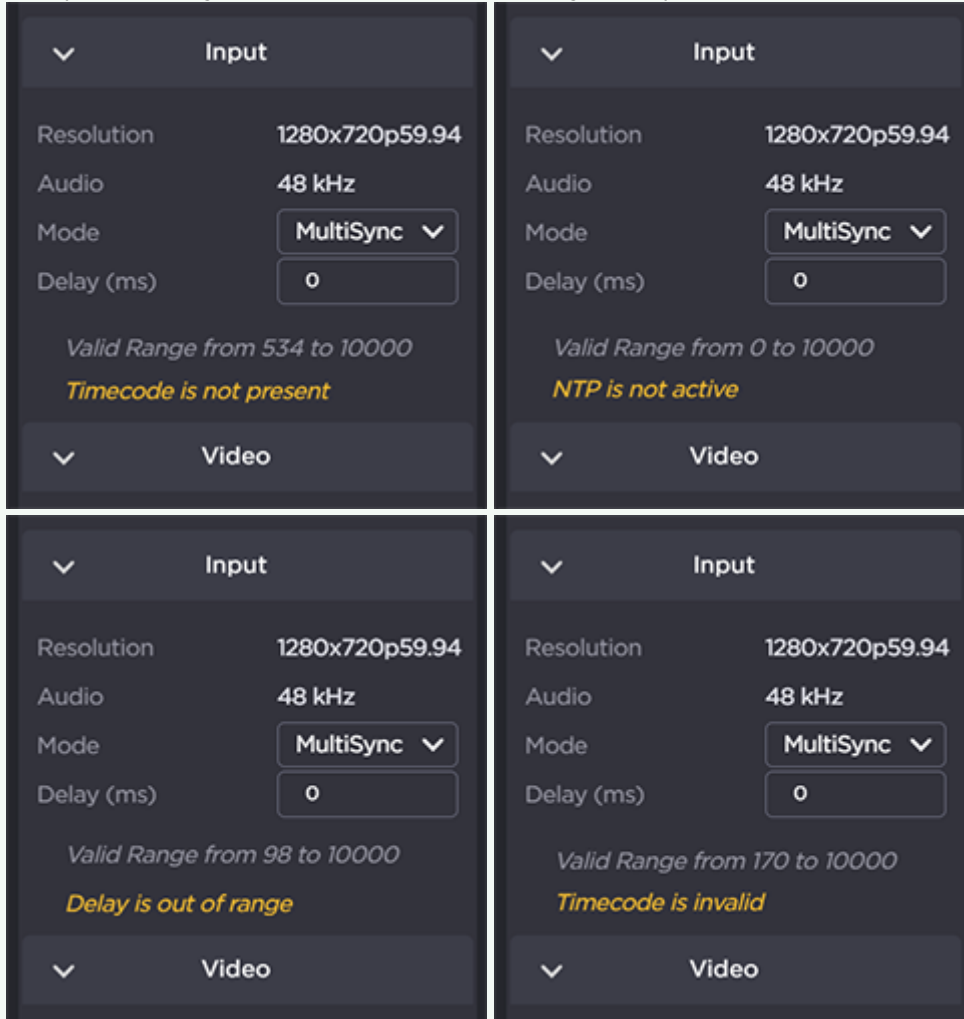 Input
Resolution 1280x720p59.94
Audio 48 kHz
Mode MultiSync
Delay (ms) 0
Valid Range from 534 to 10000
Timecode is not present
Video
Input
Resolution 1280x720p59.94
Audio 48 kHz
Mode MultiSync
Delay (ms) 0
Valid Range from 0 to 10000
NTP is not active
Video
Input
Resolution 1280x720p59.94
Audio 48 kHz
Mode MultiSync
Delay (ms) 0
Valid Range from 98 to 10000
Delay is out of range
Video
Input
Resolution 1280x720p59.94
Audio 48 kHz
Mode MultiSync
Delay (ms) 0
Valid Range from 170 to 10000
Timecode is invalid
Video